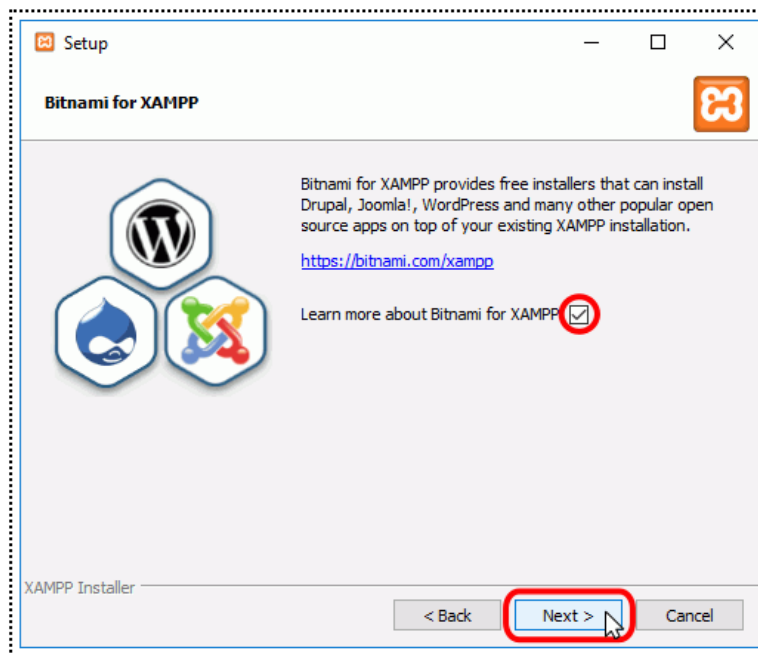 Setup
Bitnami for XAMPP
Bitnami for XAMPP provides free installers that can install
Drupal, Joomla!, WordPress and many other popular open
source apps on top of your existing XAMPP installation.
https://bitnami.com/xampp
Learn more about Bitnami for XAMPP
XAMPP Installer
< Back Next > Cancel